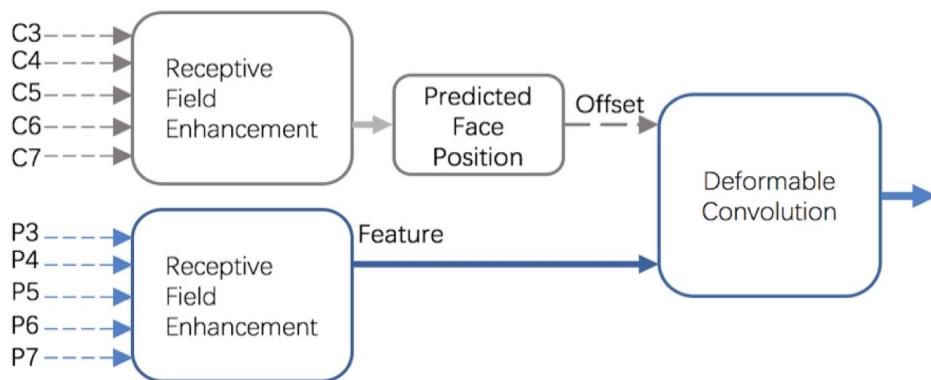 C3
C4
C5
C6
C7
Receptive
Field
Enhancement
Predicted
Face
Position
Offset
Deformable
Convolution
P3
P4
P5
P6
P7
Receptive
Field
Enhancement
Feature